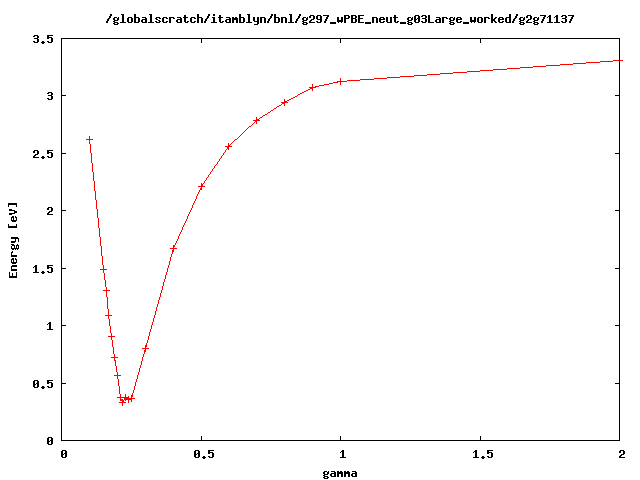 /globalscratch/itamblyn/bnl/g297_wPBE_neut_g03Large_worked/g2g71137
3.5
3
2.5
2
1.5
1
0.5
0
Energy [eV]
0 0.5 1 1.5 2
gamma